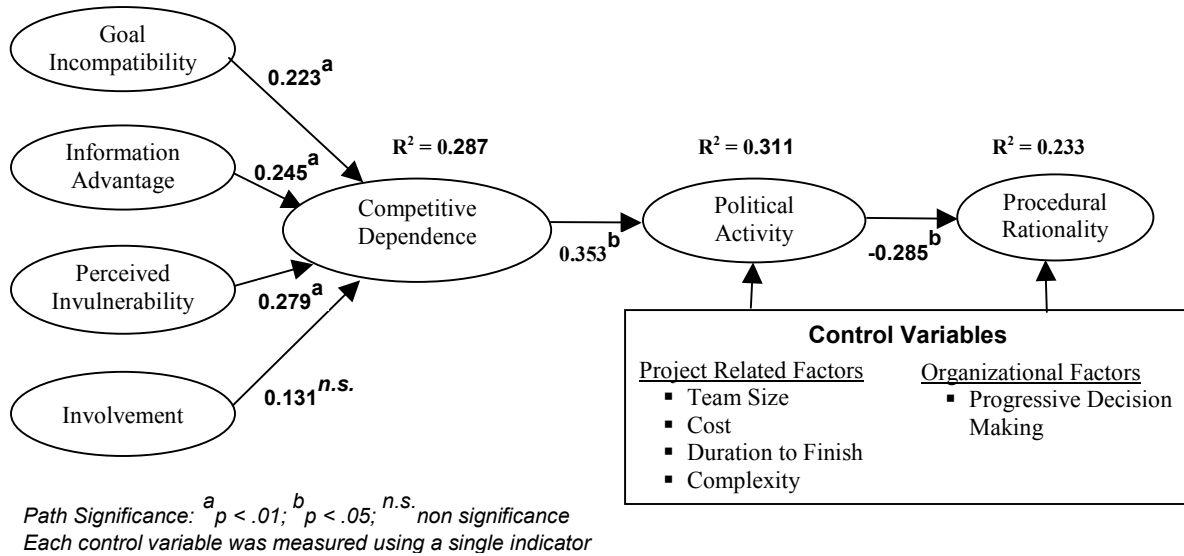 Goal
Incompatibility
0.223a
Information
Advantage
0.245a
Perceived
Invulnerability
0.279a
Involvement
0.131n.s.
R2 = 0.287
Competitive
Dependence
0.353b
R2 = 0.311
Political
Activity
-0.285b
R2 = 0.233
Procedural
Rationality
Control Variables
Project Related Factors
▪ Team Size
▪ Cost
▪ Duration to Finish
▪ Complexity
Organizational Factors
▪ Progressive Decision
Making
Path Significance: a p < .01; b p < .05; n.s. non significance
Each control variable was measured using a single indicator